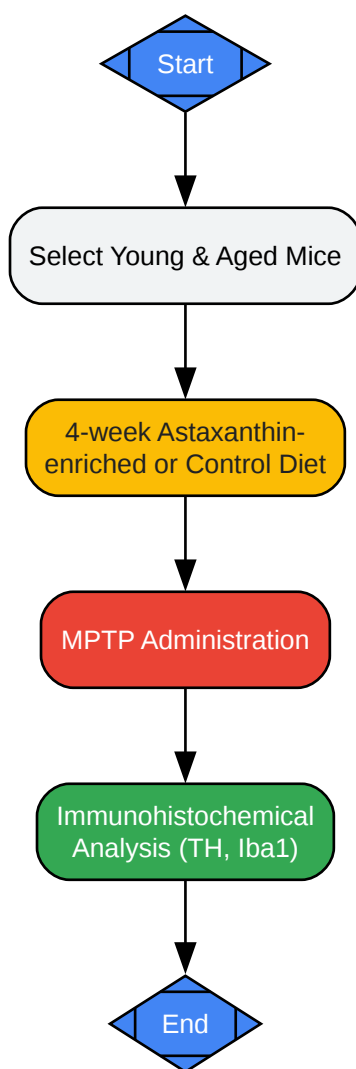 Start
Select Young & Aged Mice
4-week Astaxanthin-
enriched or Control Diet
MPTP Administration
Immunohistochemical
Analysis (TH, Iba1)
End